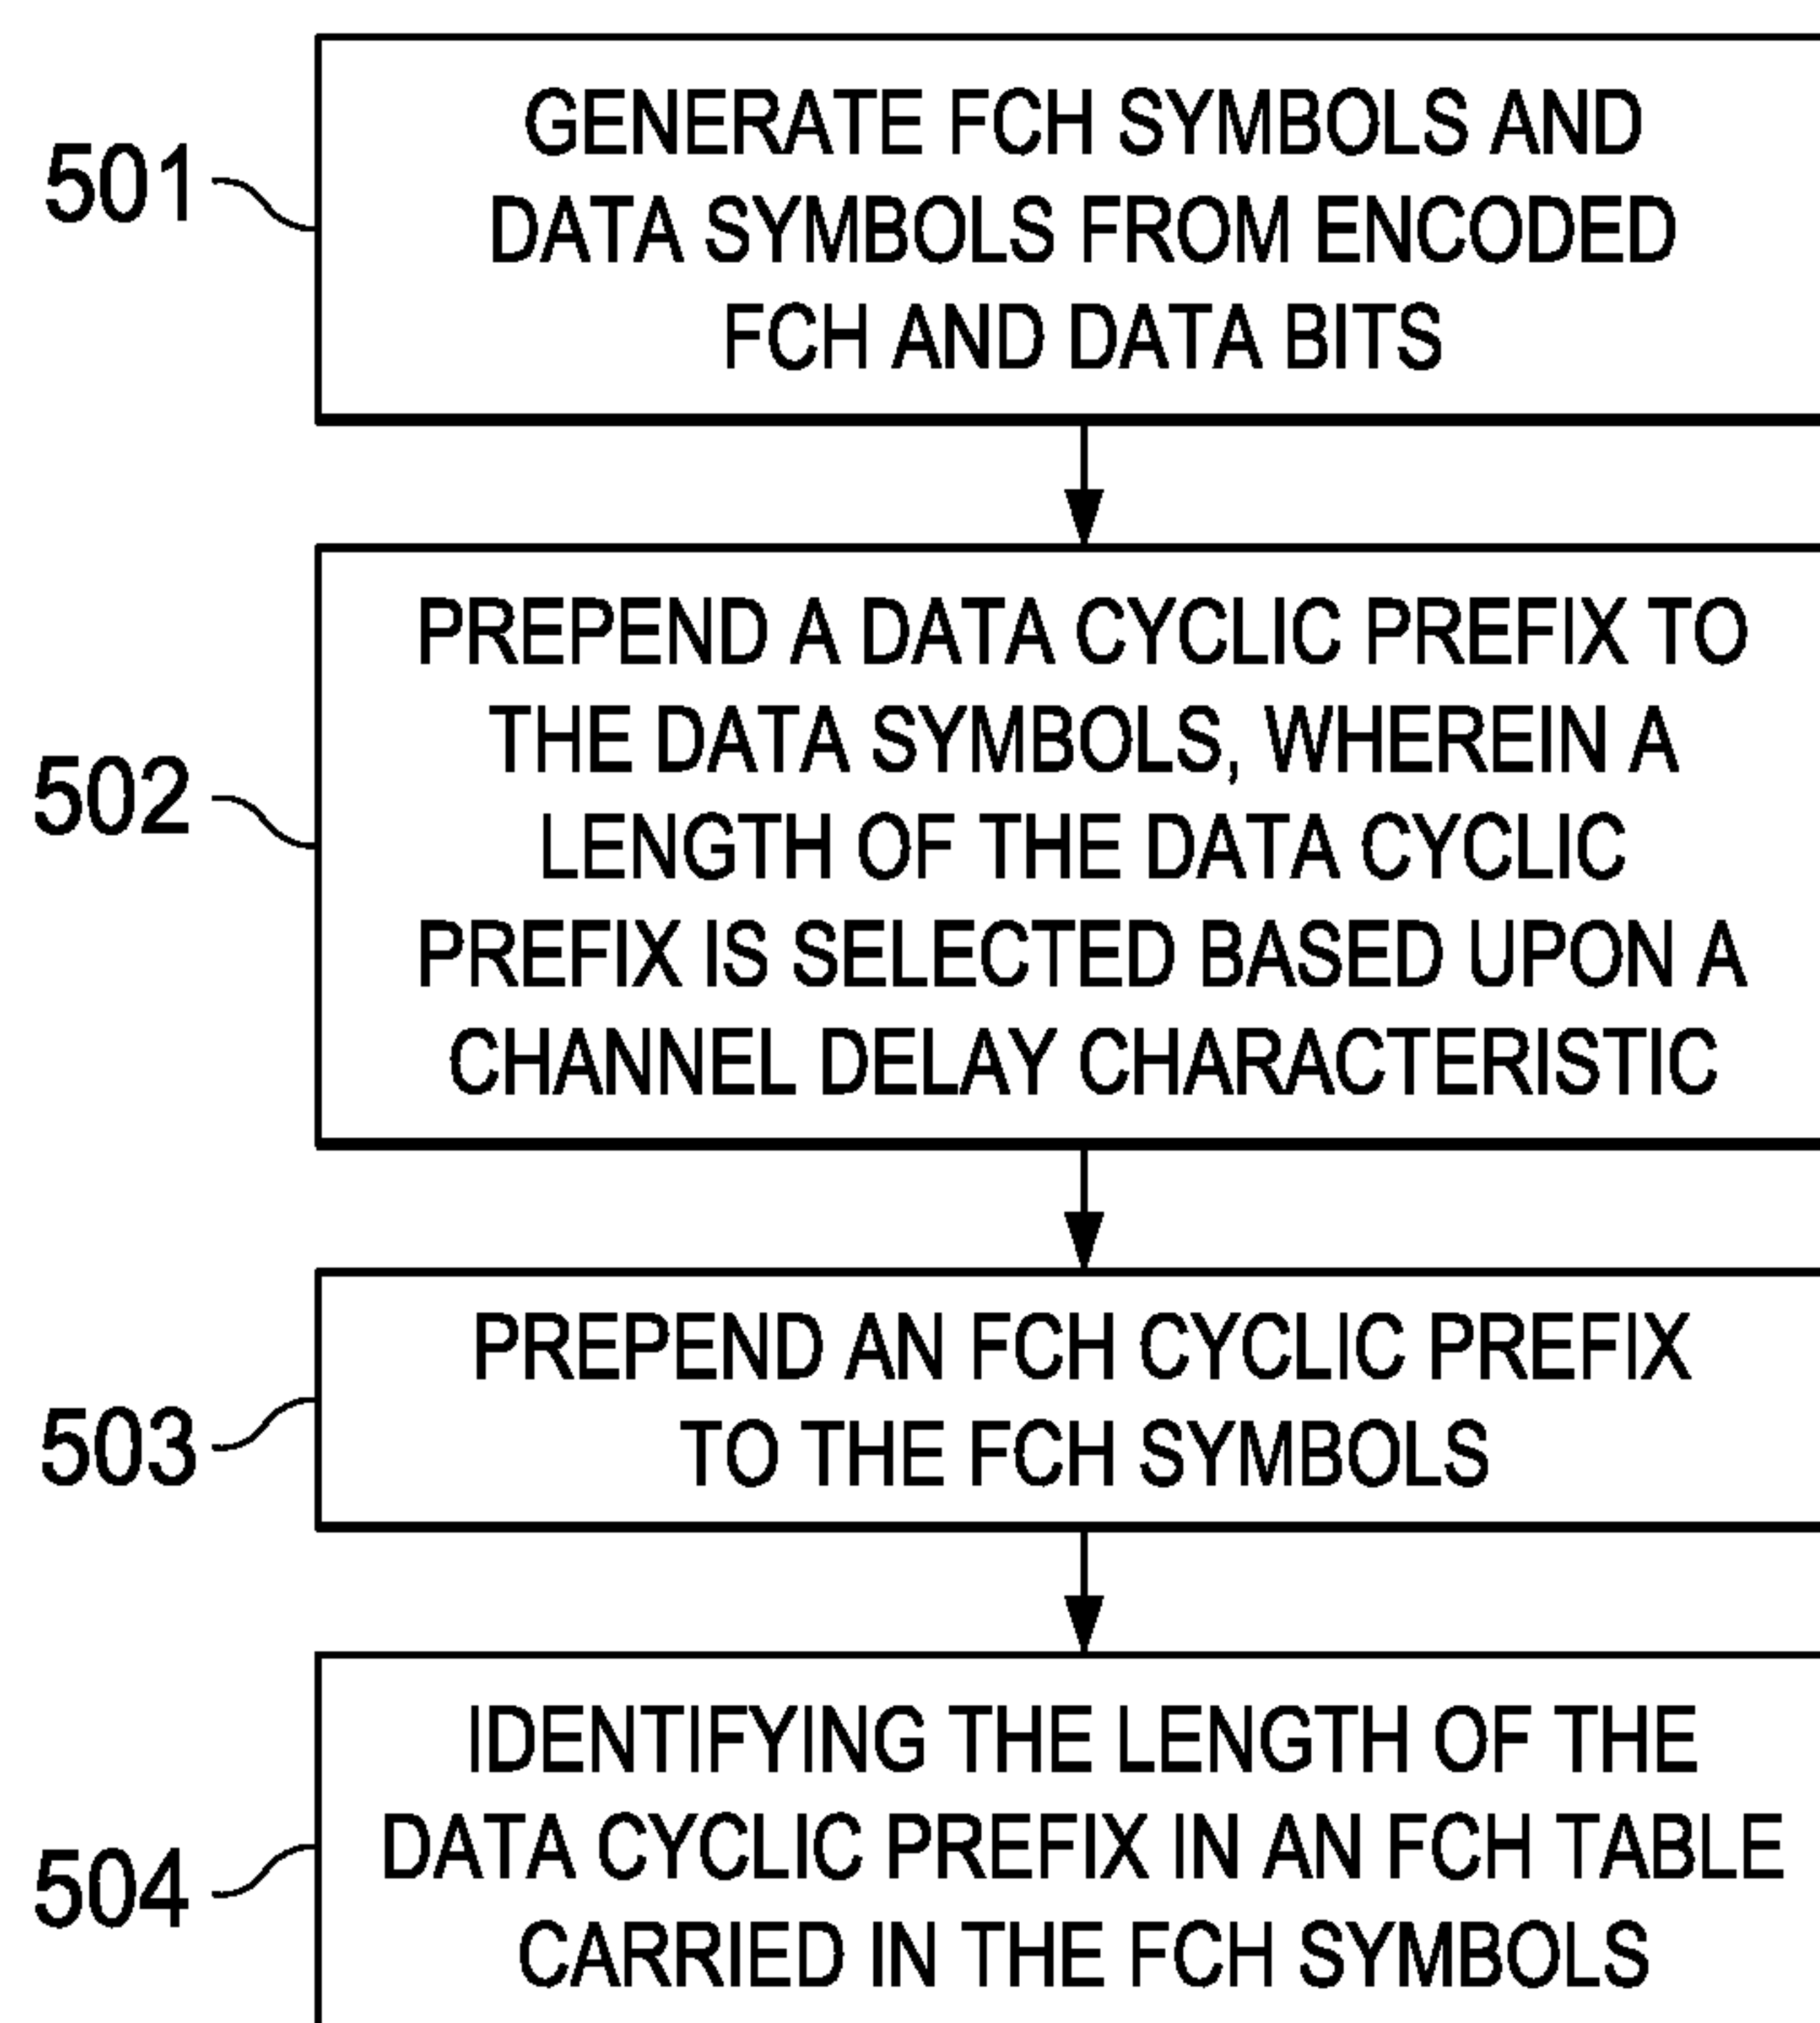 501
GENERATE FCH SYMBOLS AND
DATA SYMBOLS FROM ENCODED
FCH AND DATA BITS
502
PREPEND A DATA CYCLIC PREFIX TO
THE DATA SYMBOLS, WHEREIN A
LENGTH OF THE DATA CYCLIC
PREFIX IS SELECTED BASED UPON A
CHANNEL DELAY CHARACTERISTIC
503
PREPEND AN FCH CYCLIC PREFIX
TO THE FCH SYMBOLS
504
IDENTIFYING THE LENGTH OF THE
DATA CYCLIC PREFIX IN AN FCH TABLE
CARRIED IN THE FCH SYMBOLS